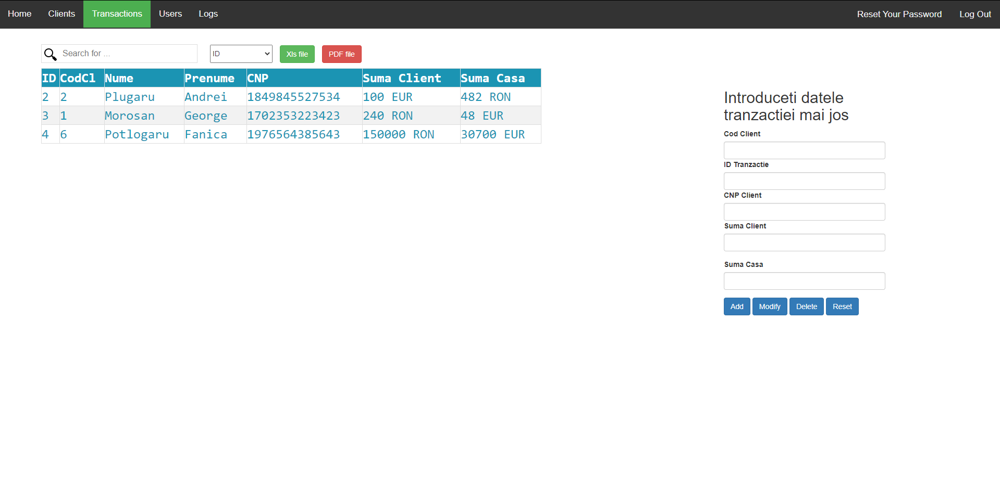 Home Clients Transactions Users Logs Reset Your Password Log Out
Search for ... ID Xls file PDF file
ID CodCl Nume Prenume CNP Suma Client Suma Casa
2 2 Plugaru Andrei 1849845527534 100 EUR 482 RON
3 1 Morosan George 1702353223423 240 RON 48 EUR
4 6 Potlogaru Fanica 1976564385643 150000 RON 30700 EUR
Introduceti datele
tranzactiei mai jos
Cod Client
ID Tranzactie
CNP Client
Suma Client
Suma Casa
Add Modify Delete Reset